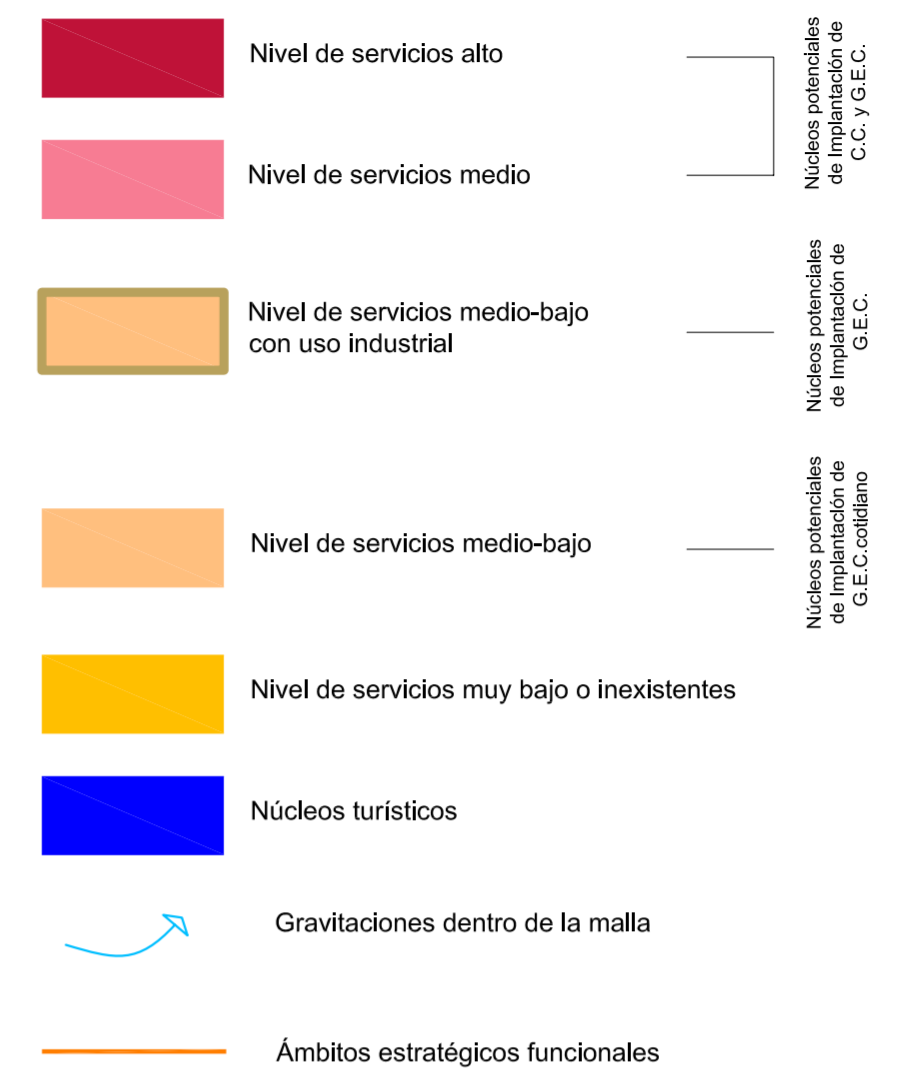 Nivel de servicios alto
Nivel de servicios medio
Núcleos potenciales
de Implantación de
C.C. y G.E.C.
Nivel de servicios medio-bajo
con uso industrial
Núcleos potenciales
de Implantación de
G.E.C.
Nivel de servicios medio-bajo
Núcleos potenciales
de Implantación de
G.E.C.cotidiano
Nivel de servicios muy bajo o inexistentes
Núcleos turísticos
Gravitaciones dentro de la malla
Ámbitos estratégicos funcionales